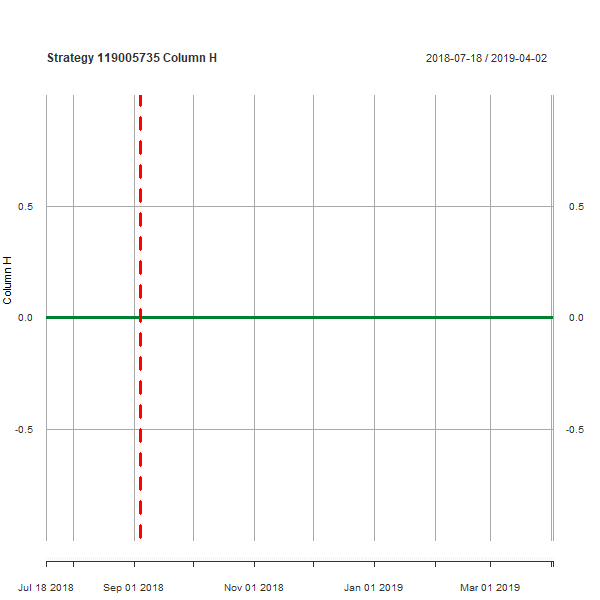 Strategy 119005735 Column H
2018-07-18 / 2019-04-02
0.5
0.5
Column H
0.0
0.0
-0.5
-0.5
Jul 18 2018
Sep 01 2018
Nov 01 2018
Jan 01 2019
Mar 01 2019